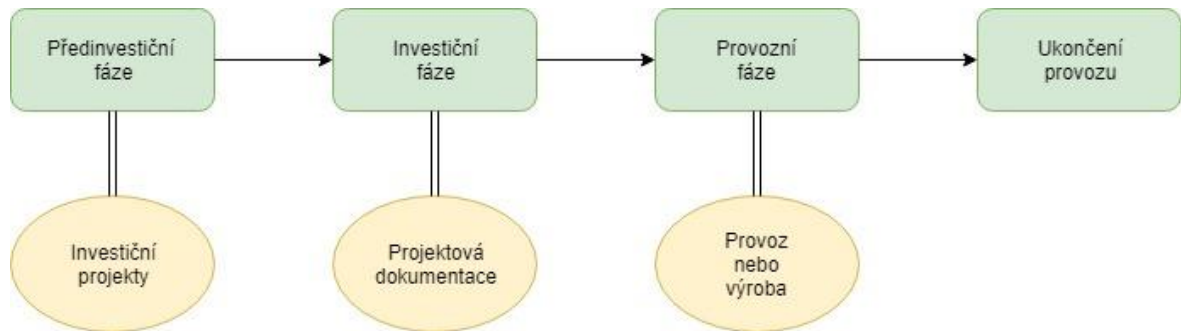 Předinvestiční
fáze
Investiční
fáze
Provozní
fáze
Ukončení
provozu
Investiční
projekty
Projektová
dokumentace
Provoz
nebo
výroba